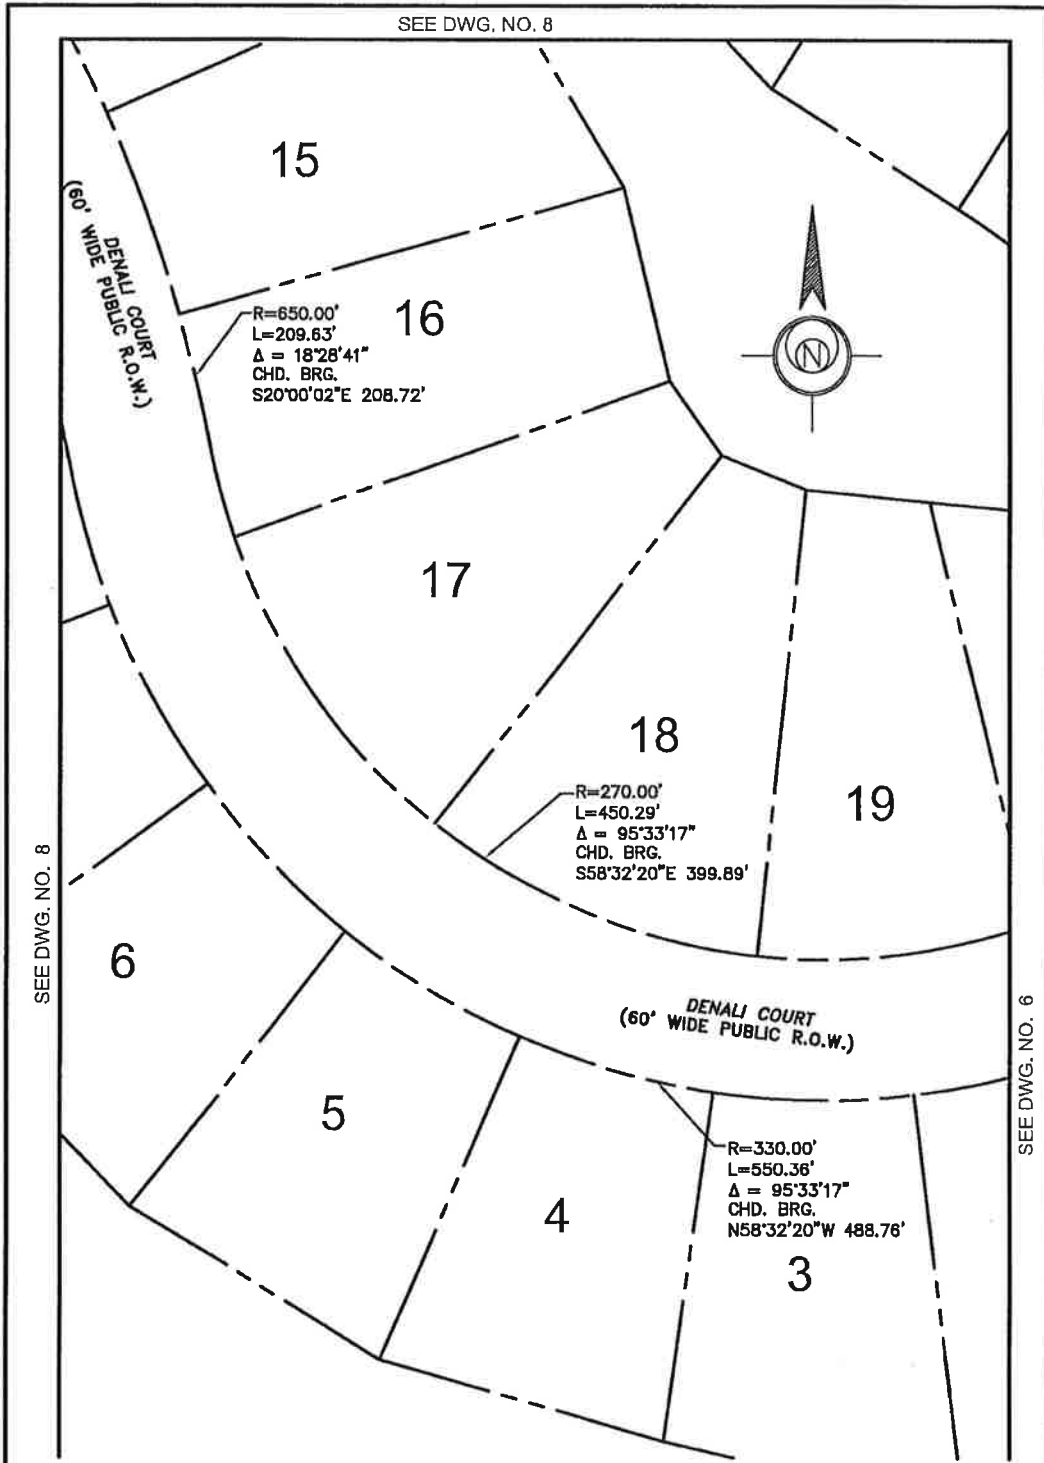 SEE DWG. NO. 8
15
DENALI COURT
(60' WIDE PUBLIC R.O.W.)
16
R=650.00'
L=209.63'
Δ = 18°28'41"
CHD. BRG.
S20°00'02"E 208.72'
N
17
18
R=270.00'
L=450.29'
Δ = 95°33'17"
CHD. BRG.
S58°32'20"E 399.89'
19
SEE DWG. NO. 8
6
DENALI COURT
(60' WIDE PUBLIC R.O.W.)
SEE DWG. NO. 6
5
4
R=330.00'
L=550.36'
Δ = 95°33'17"
CHD. BRG.
N58°32'20"W 488.76'
3